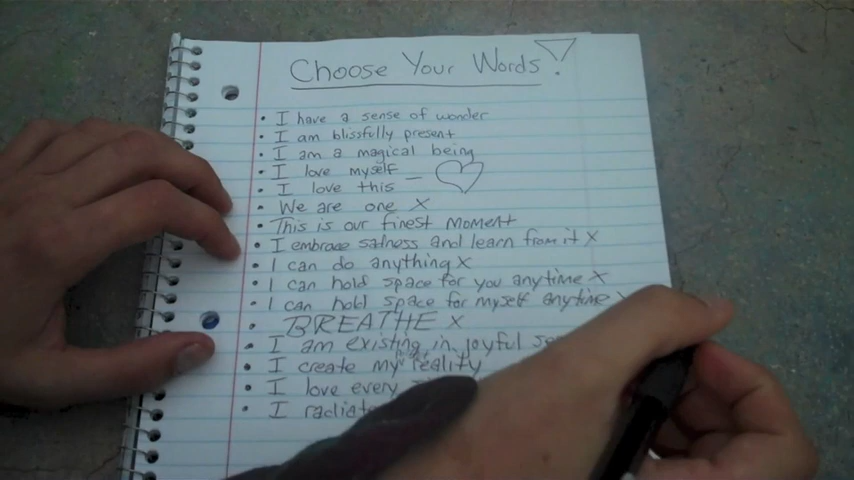 Choose Your Words!
• I have a sense of wonder
• I am blissfully present
• I am a magical being
• I love myself
• I love this —
• We are one X
• This is our finest moment
• I embrace safness and learn from it X
• I can do anything X
• I can hold space for you anytime X
• I can hold space for myself anytime X
• BREATHE X
• I am existing in joyful
• I create my reality
• I love every
• I radiate